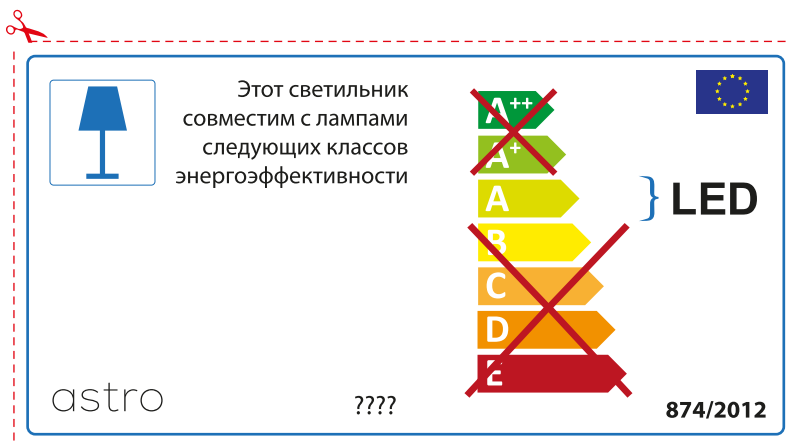 Этот светильник
совместим с лампами
следующих классов
энергоэффективности
A++
A+
A
B
C
D
E
LED
astro
????
874/2012